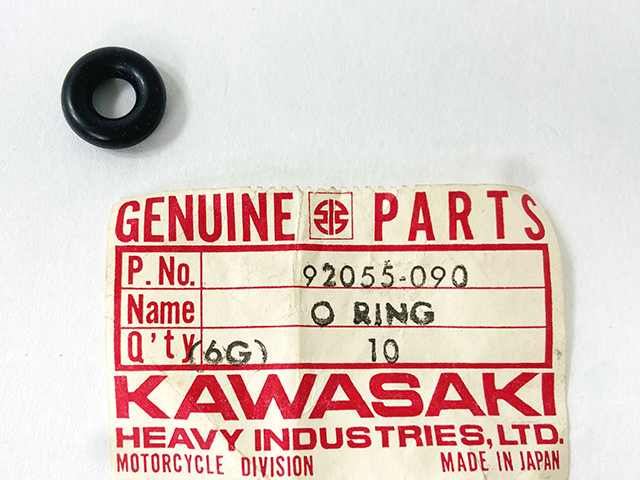 GENUINE PARTS
P. No. 92055-090
Name O RING
Q'ty (6G) 10
KAWASAKI
HEAVY INDUSTRIES, LTD.
MOTORCYCLE DIVISION MADE IN JAPAN